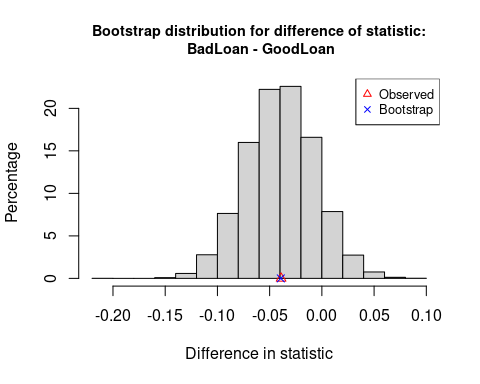 Bootstrap distribution for difference of statistic:
BadLoan - GoodLoan
Observed
Bootstrap
Percentage
20
15
10
5
0
-0.20 -0.15 -0.10 -0.05 0.00 0.05 0.10
Difference in statistic